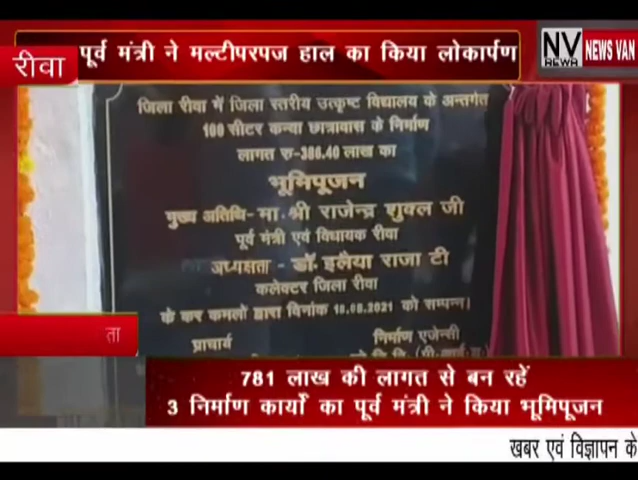 पूर्व मंत्री ने मल्टीपरपज हाल का किया लोकार्पण
रीवा
NV
REWA
NEWS VAN
जिला रीवा में जिला स्तरीय उत्कृष्ट विद्यालय के अन्तर्गत
100 सीटर कन्या छात्रावास के निर्माण
लागत रु-386.40 लाख का
भूमिपूजन
मुख्य अतिथि-मा.श्री राजेन्द्र शुक्ल जी
पूर्व मंत्री एवं विधायक रीवा
अध्यक्षता - डॉ. इलैया राजा टी
कलेक्टर जिला रीवा
के कर कमलो द्वारा दिनांक 2021 को सम्पन्न।
प्राचार्य
निर्माण एजेन्सी
ता
781 लाख की लागत से बन रहें
3 निर्माण कार्यों का पूर्व मंत्री ने किया भूमिपूजन
खबर एवं विज्ञापन के